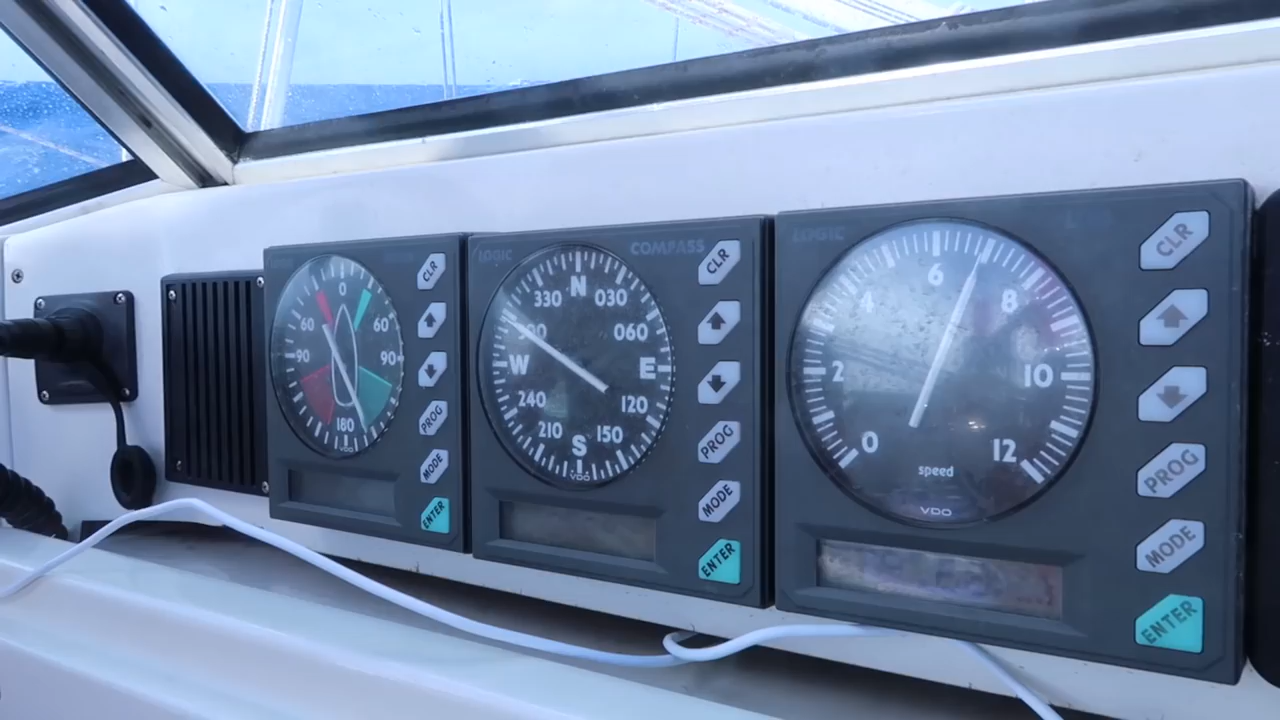 0
60
60
90
90
180
VDO
CLR
PROG
MODE
ENTER
LOGIC
COMPASS
N
330
030
060
W
E
240
120
210
150
S
VDO
CLR
PROG
MODE
ENTER
LOGIC
6
4
8
2
10
0
12
speed
VDO
CLR
PROG
MODE
ENTER